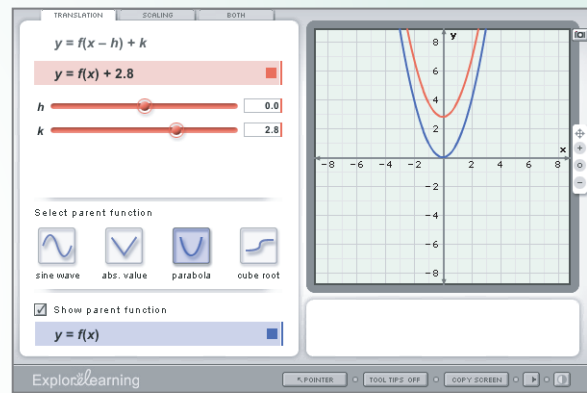 TRANSLATION SCALING BOTH
y = f(x – h) + k
y = f(x) + 2.8
h 0.0
k 2.8
Select parent function
sine wave abs. value parabola cube root
Show parent function
y = f(x)
y
8
6
4
2
x
-8 -6 -4 -2 2 4 6 8
-2
-4
-6
-8
ExploreLearning
POINTER TOOL TIPS OFF COPY SCREEN